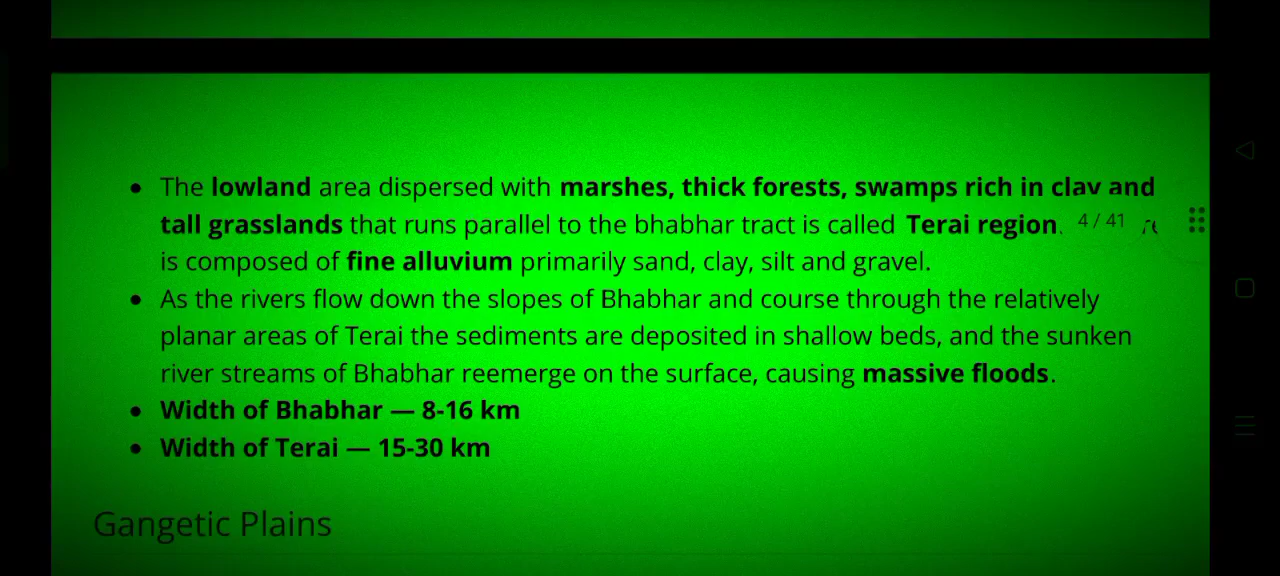 The lowland area dispersed with marshes, thick forests, swamps rich in clay and
tall grasslands that runs parallel to the bhabhar tract is called Terai region. 4 / 41
is composed of fine alluvium primarily sand, clay, silt and gravel.
As the rivers flow down the slopes of Bhabhar and course through the relatively
planar areas of Terai the sediments are deposited in shallow beds, and the sunken
river streams of Bhabhar reemerge on the surface, causing massive floods.
Width of Bhabhar — 8-16 km
Width of Terai — 15-30 km
Gangetic Plains